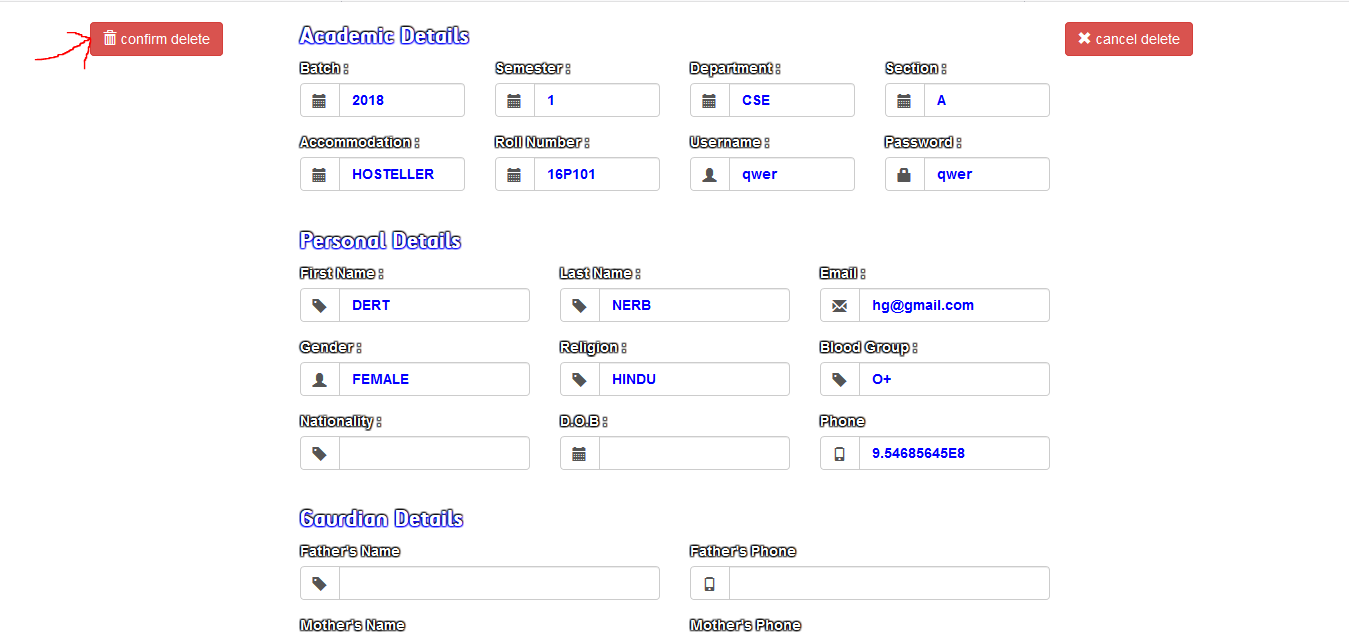 confirm delete
Academic Details
cancel delete
Batch : Semester : Department : Section :
2018 1 CSE A
Accommodation : Roll Number : Username : Password :
HOSTELLER 16P101 qwer qwer
Personal Details
First Name : Last Name : Email :
DERT NERB hg@gmail.com
Gender : Religion : Blood Group :
FEMALE HINDU O+
Nationality : D.O.B : Phone
9.54685645E8
Gaurdian Details
Father's Name Father's Phone
Mother's Name Mother's Phone